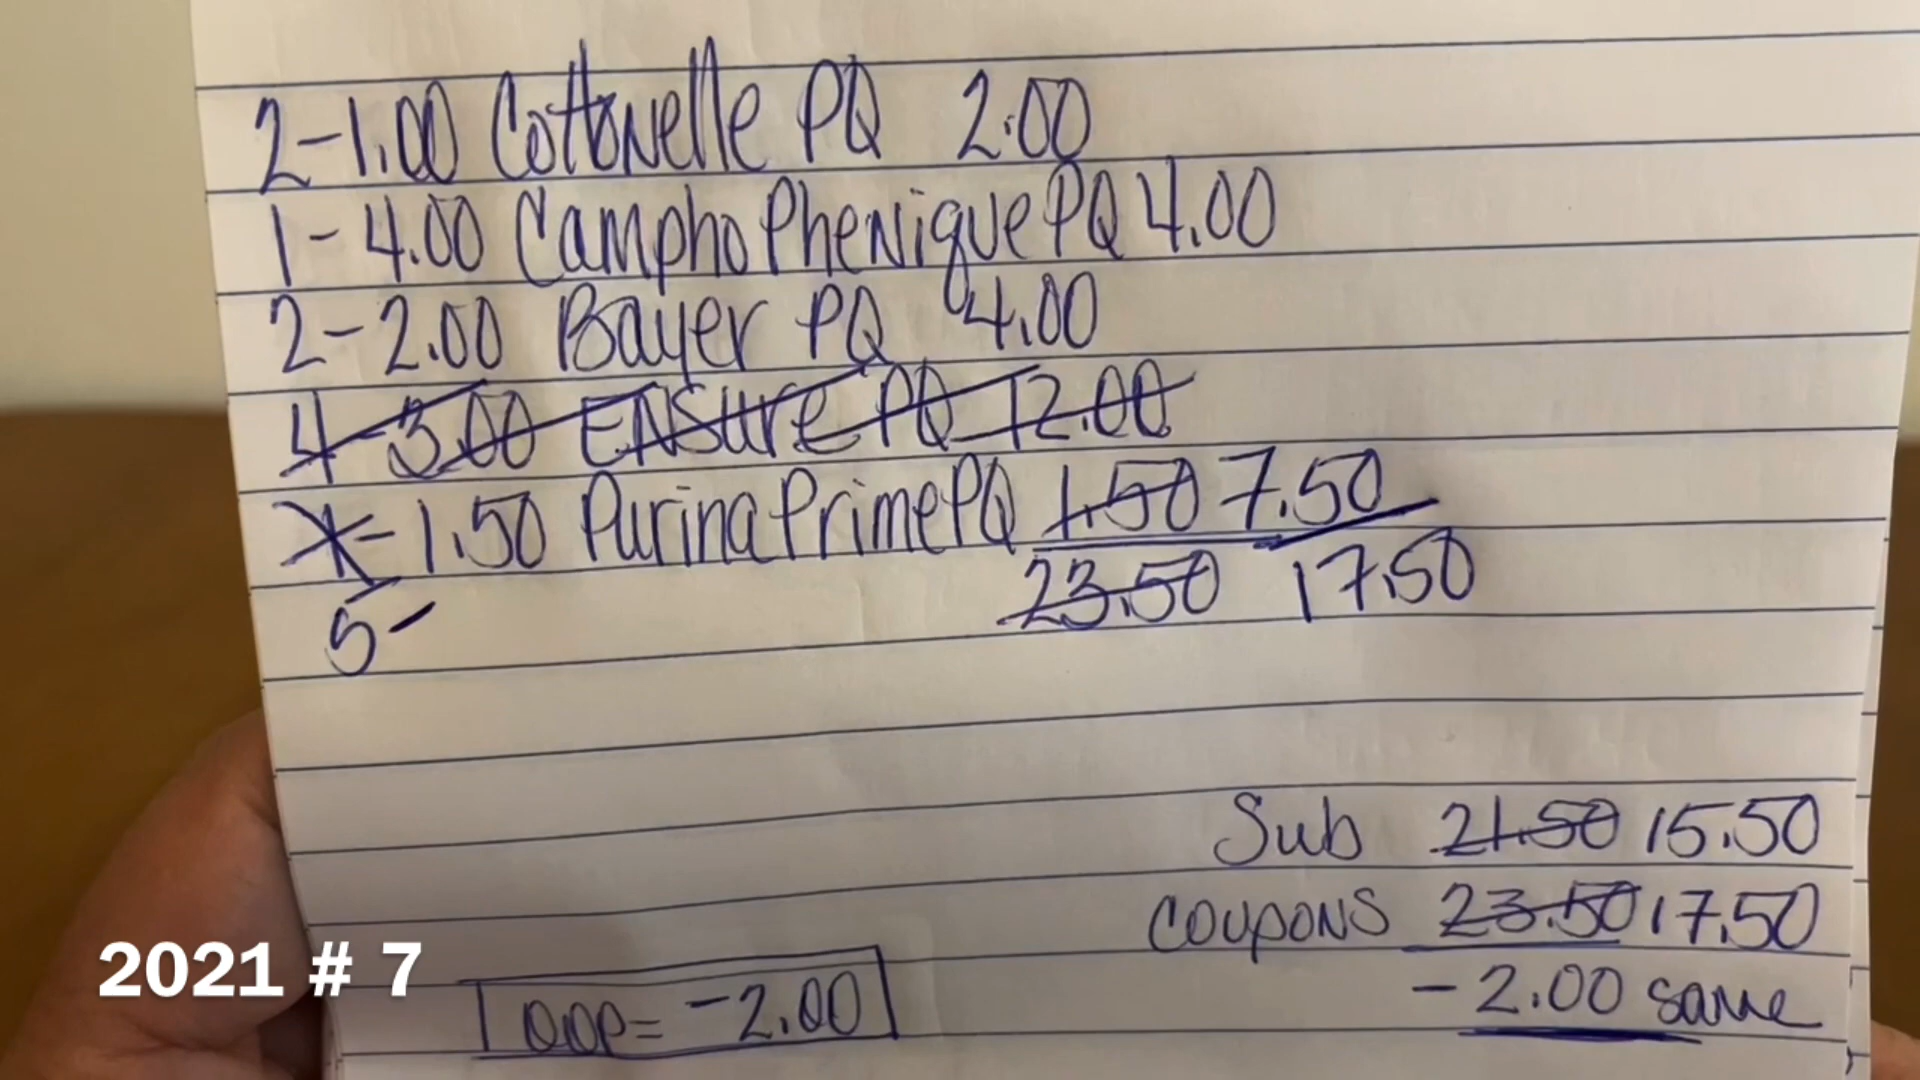 2-1.00 Cottonelle PQ 2.00
1-4.00 Campho Phenique PQ 4.00
2-2.00 Bayer PQ 4.00
4-3.00 Ensure PQ 12.00
1-1.50 Purina Prime PQ 1.50 7.50
5- 23.50 17.50
Sub 21.50 15.50
coupons 23.50 17.50
-2.00 same
OOP= -2.00
2021 # 7